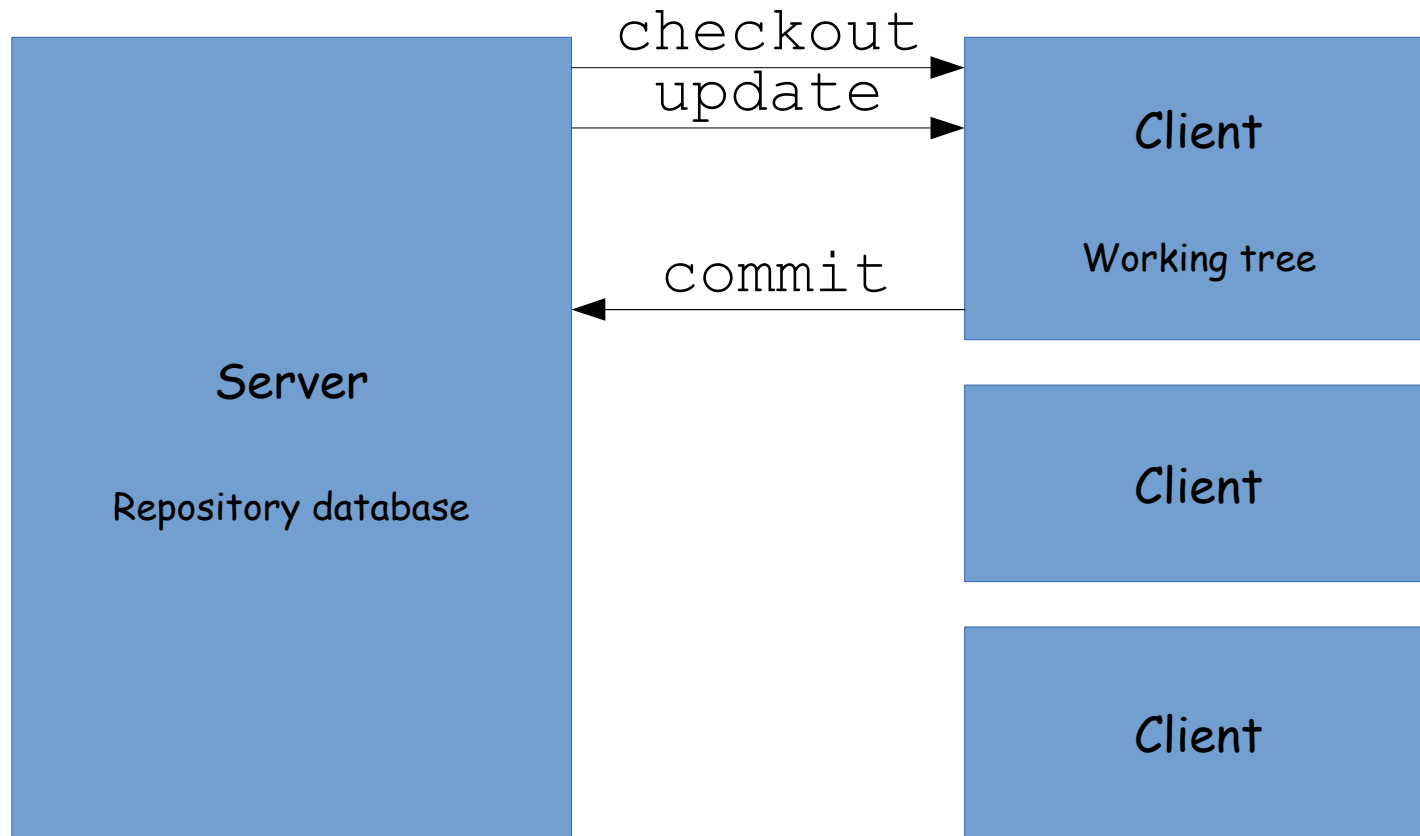 checkout
update
Client
Working tree
commit
Server
Repository database
Client
Client